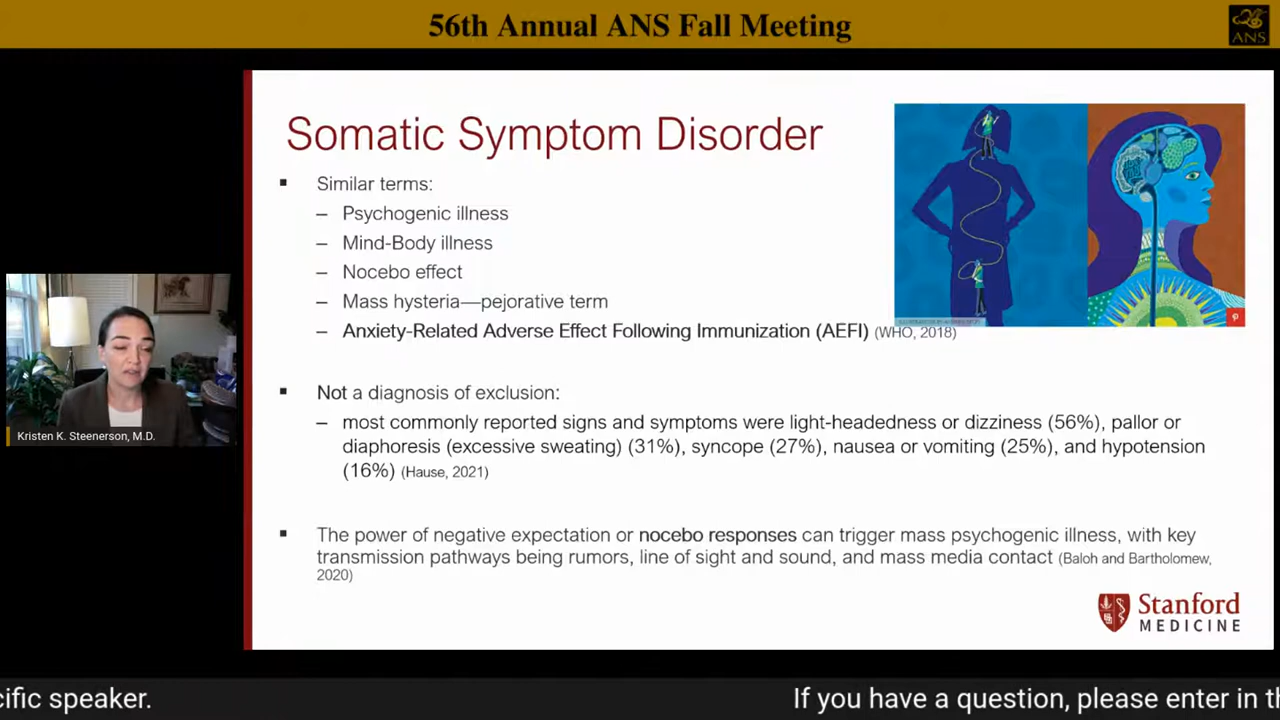 56th Annual ANS Fall Meeting
ANS
Somatic Symptom Disorder
Similar terms:
– Psychogenic illness
– Mind-Body illness
– Nocebo effect
– Mass hysteria—pejorative term
– Anxiety-Related Adverse Effect Following Immunization (AEFI) (WHO, 2018)
Not a diagnosis of exclusion:
– most commonly reported signs and symptoms were light-headedness or dizziness (56%), pallor or
diaphoresis (excessive sweating) (31%), syncope (27%), nausea or vomiting (25%), and hypotension
(16%) (Hause, 2021)
The power of negative expectation or nocebo responses can trigger mass psychogenic illness, with key
transmission pathways being rumors, line of sight and sound, and mass media contact (Baloh and Bartholomew,
2020)
Stanford
MEDICINE
Kristen K. Steenerson, M.D.
cific speaker.
If you have a question, please enter in th